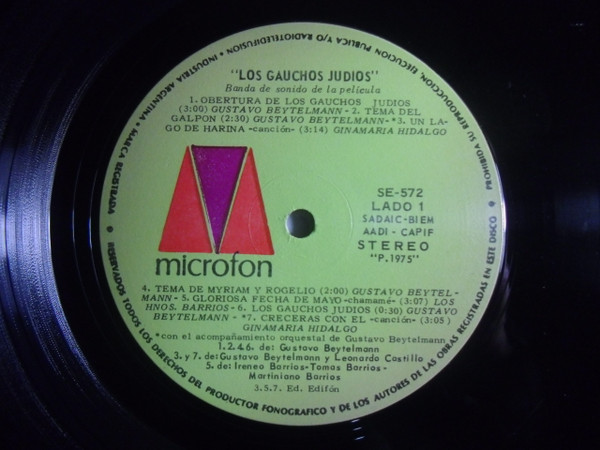 "LOS GAUCHOS JUDIOS"
Banda de sonido de la película
1. OBERTURA DE LOS GAUCHOS JUDIOS
(3:00) GUSTAVO BEYTELMANN - 2. TEMA DEL
GALPON (2:30) GUSTAVO BEYTELMANN - *3. UN LA-
GO DE HARINA -canción- (3:14) GINAMARIA HIDALGO
SE-572
LADO 1
SADAIC-BIEM
AADI - CAPIF
STEREO
"P.1975"
microfon
4. TEMA DE MYRIAM Y ROGELIO (2:00) GUSTAVO BEYTEL-
MANN - 5. GLORIOSA FECHA DE MAYO -chamamé- (3:07) LOS
HNOS. BARRIOS - 6. LOS GAUCHOS JUDIOS (0:30) GUSTAVO
BEYTELMANN - *7. CRECERAS CON EL -canción- (3:05)
GINAMARIA HIDALGO
*con el acompañamiento orquestal de Gustavo Beytelmann
1.2.4.6. de: Gustavo Beytelmann
3. y 7. de: Gustavo Beytelmann y Leonardo Castillo
5. de: Ireneo Barrios-Tomas Barrios-
Martiniano Barrios
3.5.7. Ed. Edifón
INDUSTRIA ARGENTINA - MARCA REGISTRADA
RESERVADOS TODOS LOS DERECHOS DEL PRODUCTOR FONOGRAFICO Y DE LOS AUTORES DE LAS OBRAS REGISTRADAS EN ESTE DISCO
PROHIBIDA SU REPRODUCCION, EJECUCION PUBLICA Y/O RADIOTELEDIFUSION